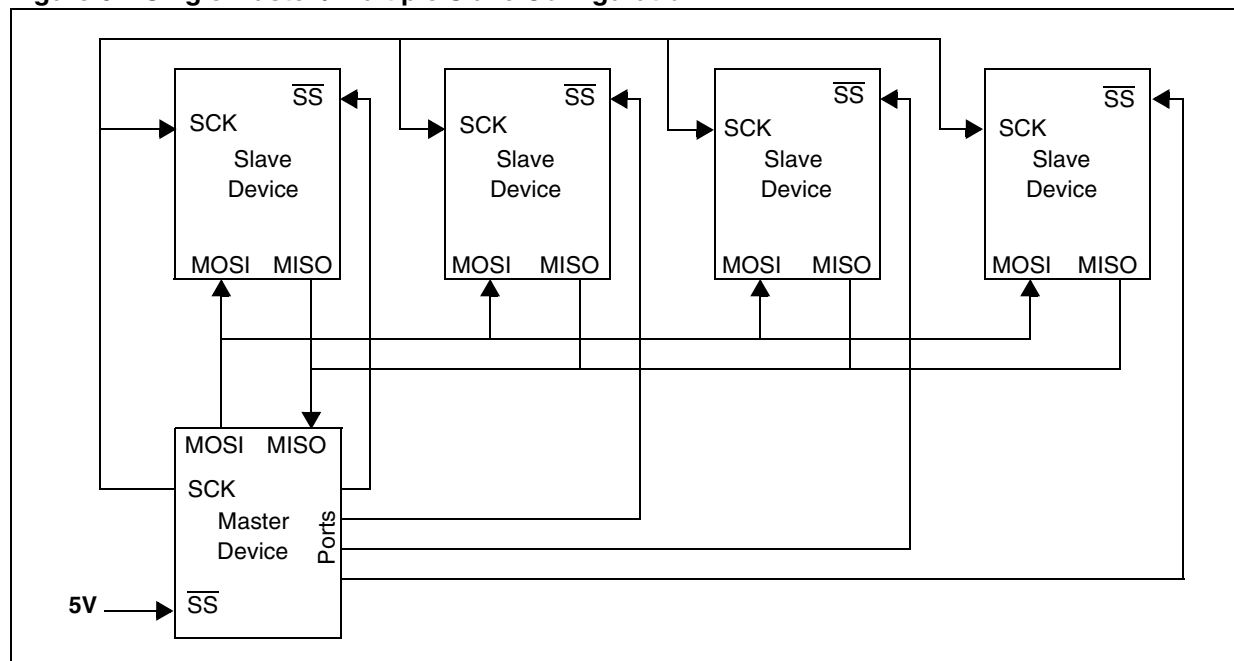 SS SS SS SS
SCK SCK SCK SCK
Slave Slave Slave Slave
Device Device Device Device
MOSI MISO MOSI MISO MOSI MISO MOSI MISO
MOSI MISO
SCK
Master
Device
Ports
5V SS